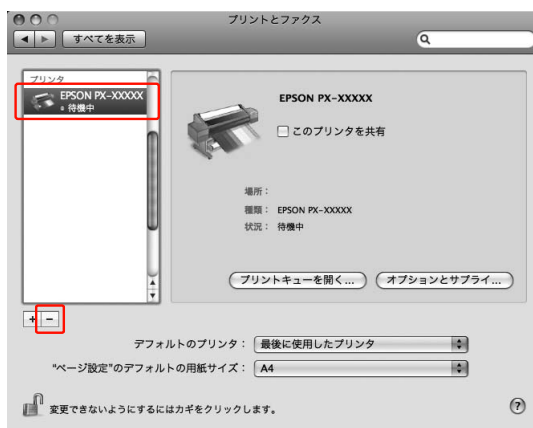 プリントとファクス
すべてを表示
プリンタ
EPSON PX-XXXXX
待機中
EPSON PX-XXXXX
このプリンタを共有
場所：
種類： EPSON PX-XXXXX
状況： 待機中
プリントキューを開く... オプションとサプライ...
+ −
デフォルトのプリンタ： 最後に使用したプリンタ
"ページ設定"のデフォルトの用紙サイズ： A4
変更できないようにするにはカギをクリックします。 ?